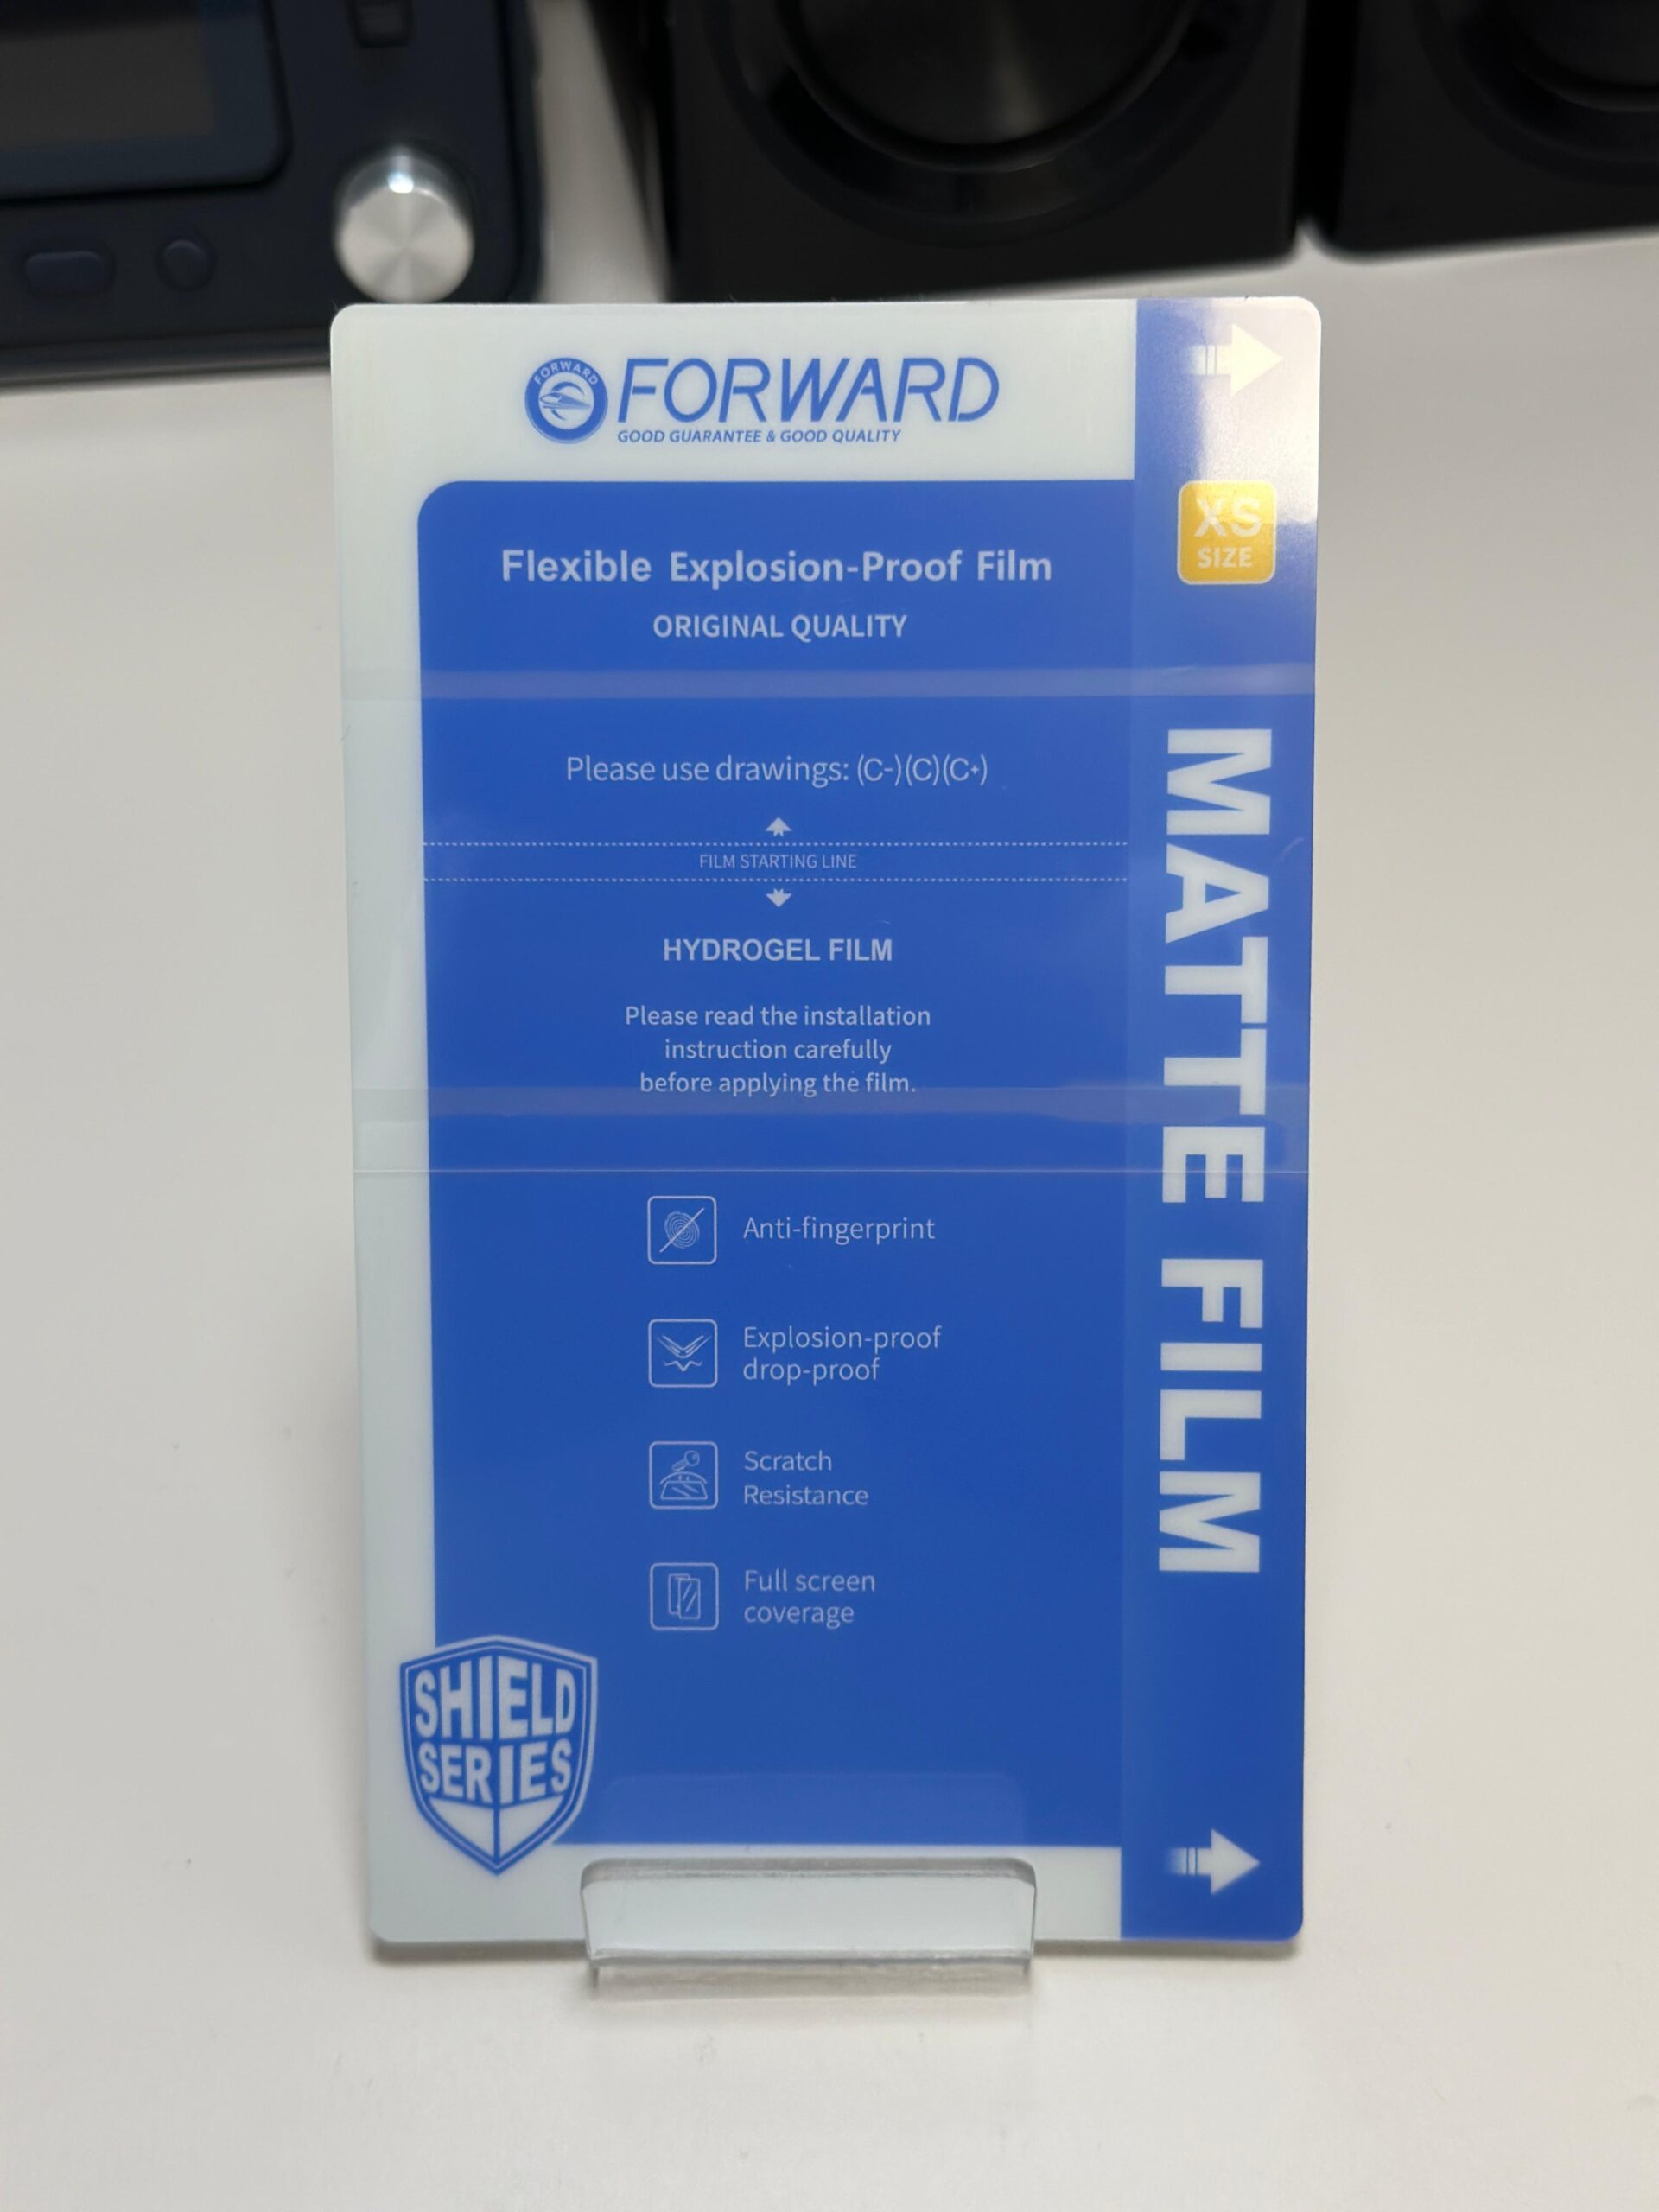 FORWARD
FORWARD
GOOD GUARANTEE & GOOD QUALITY
XS
SIZE
Flexible Explosion-Proof Film
ORIGINAL QUALITY
Please use drawings: (C-)(C)(C+)
FILM STARTING LINE
HYDROGEL FILM
Please read the installation
instruction carefully
before applying the film.
MATTE FILM
Anti-fingerprint
Explosion-proof
drop-proof
Scratch
Resistance
Full screen
coverage
SHIELD
SERIES